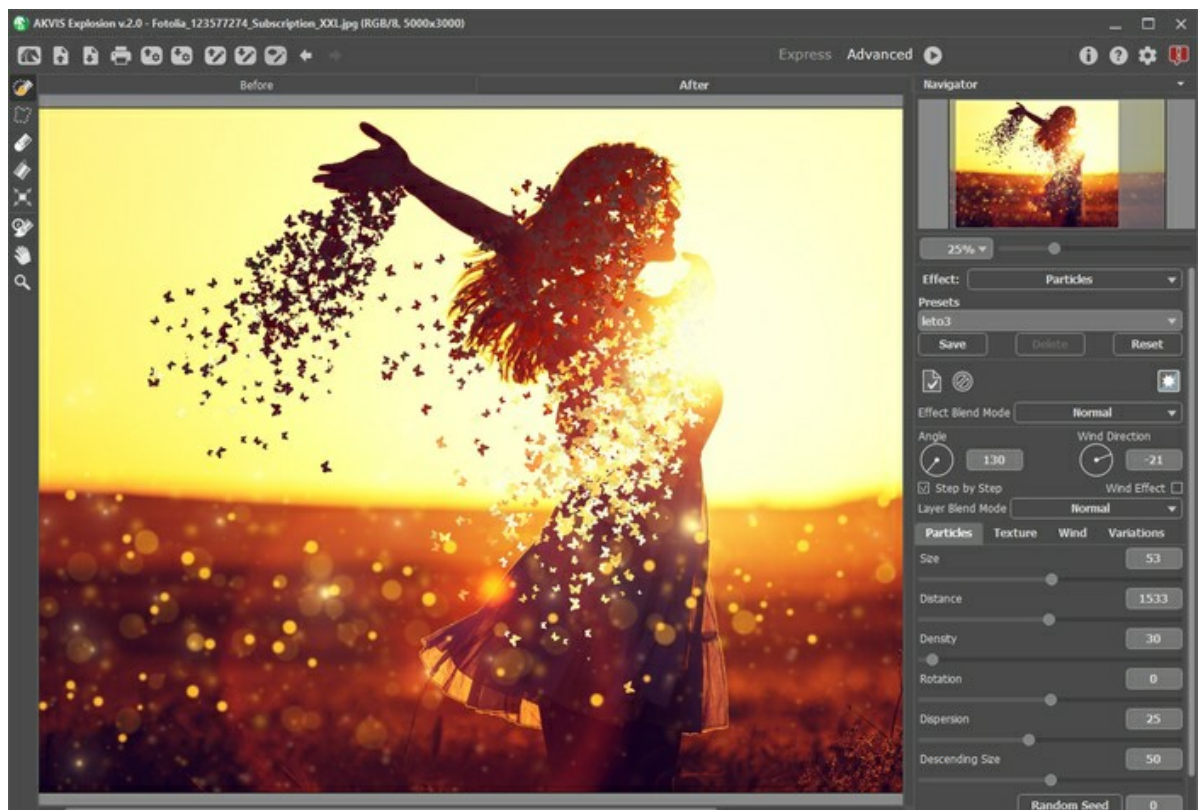 AKVIS Explosion v.2.0 - Fotolia_123577274_Subscription_XXL.jpg (RGB/8, 5000x3000)
Express Advanced
Before After Navigator
25%
Effect: Particles
Presets
leto3
Save Delete Reset
Effect Blend Mode Normal
Angle Wind Direction
130 -21
Step by Step Wind Effect
Layer Blend Mode Normal
Particles Texture Wind Variations
Size 53
Distance 1533
Density 30
Rotation 0
Dispersion 25
Descending Size 50
Random Seed 0